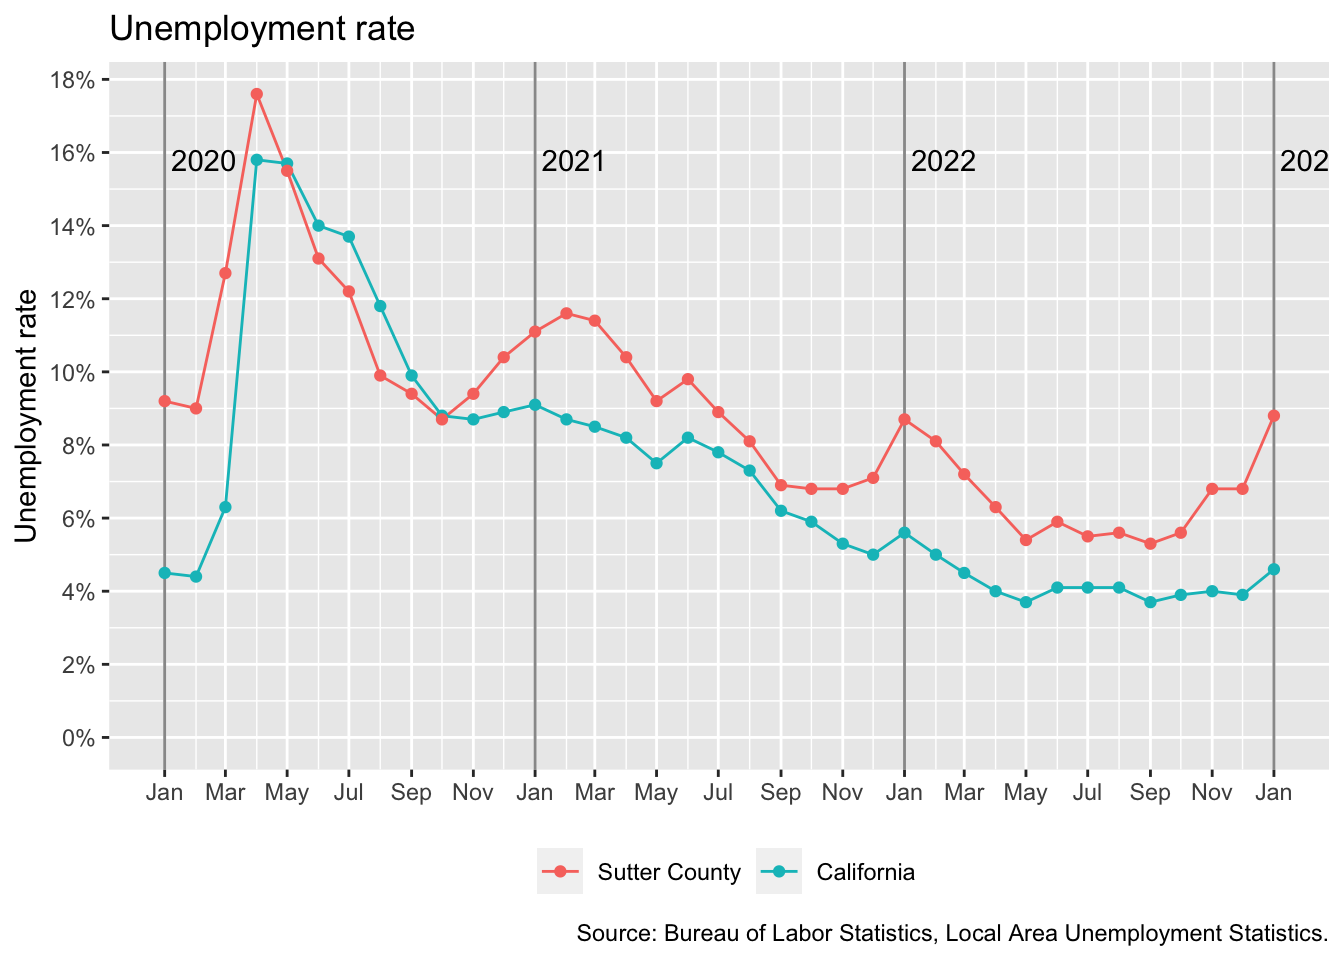 Unemployment rate
18%
16%
14%
12%
10%
8%
6%
4%
2%
0%
Unemployment rate
2020 2021 2022 202
Jan Mar May Jul Sep Nov Jan Mar May Jul Sep Nov Jan Mar May Jul Sep Nov Jan
Sutter County California
Source: Bureau of Labor Statistics, Local Area Unemployment Statistics.